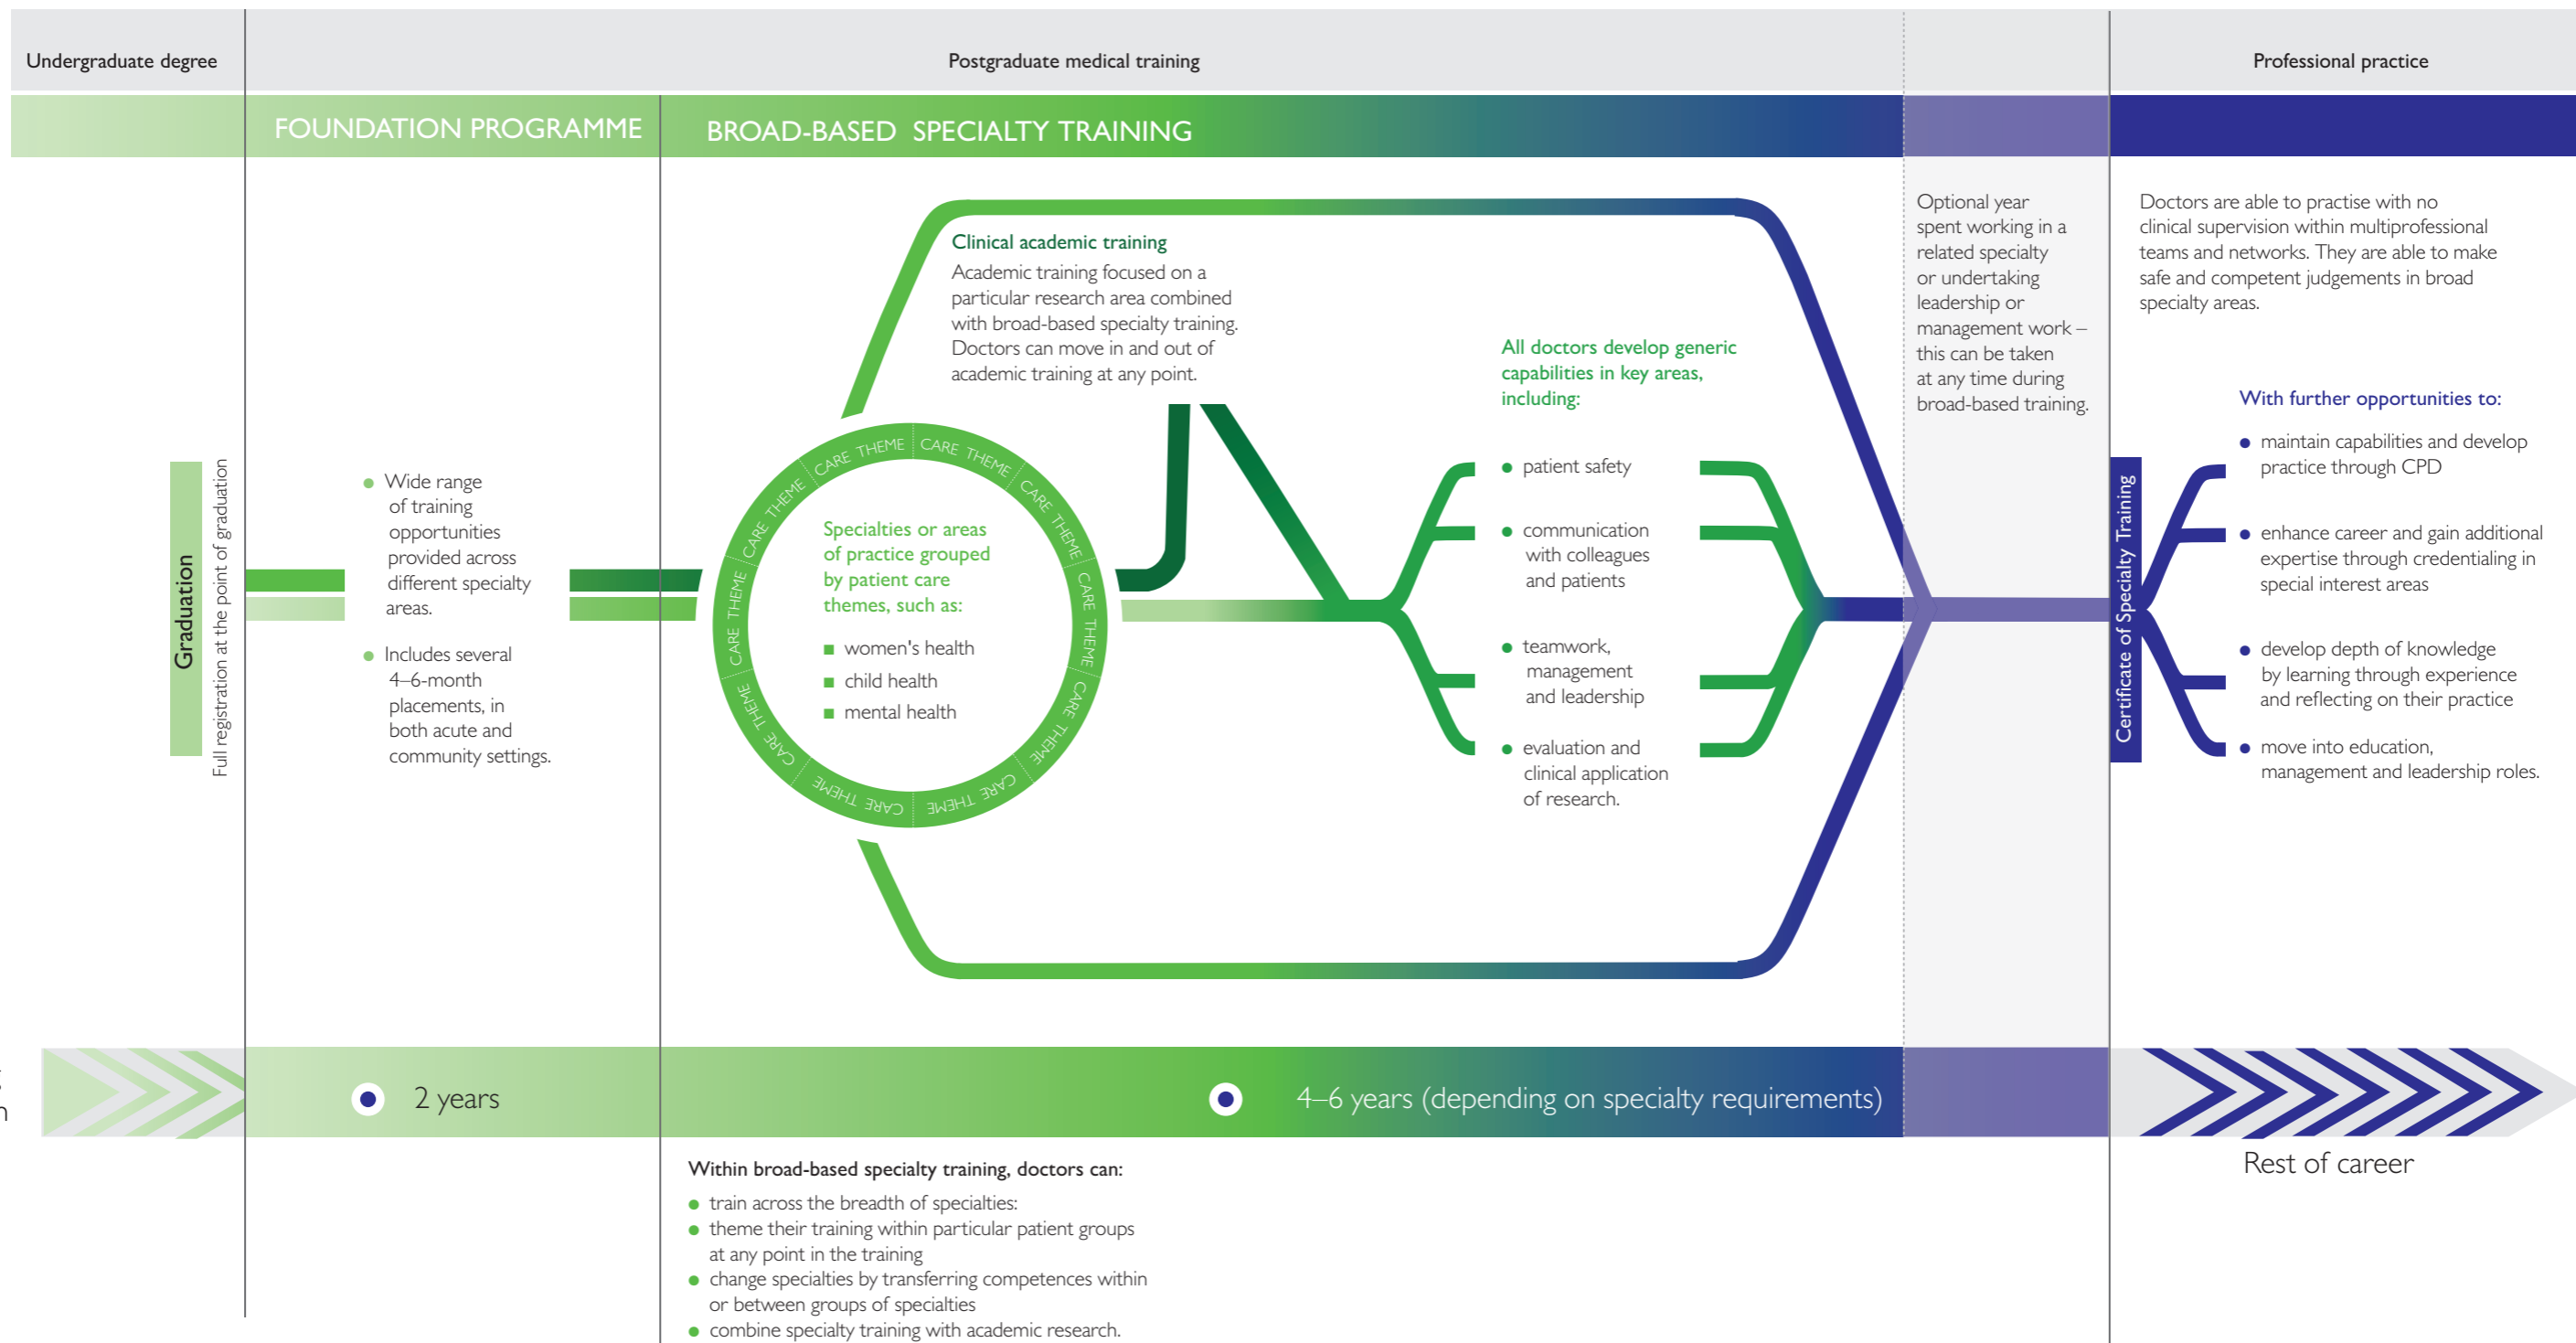 Undergraduate degree
Postgraduate medical training
Professional practice
FOUNDATION PROGRAMME
BROAD-BASED SPECIALTY TRAINING
Graduation
Full registration at the point of graduation
Wide range
of training
opportunities
provided across
different specialty
areas.
Includes several
4–6-month
placements, in
both acute and
community settings.
Clinical academic training
Academic training focused on a
particular research area combined
with broad-based specialty training.
Doctors can move in and out of
academic training at any point.
CARE THEME
CARE THEME
CARE THEME
CARE THEME
CARE THEME
CARE THEME
CARE THEME
CARE THEME
CARE THEME
CARE THEME
CARE THEME
Specialties or areas
of practice grouped
by patient care
themes, such as:
women's health
child health
mental health
All doctors develop generic
capabilities in key areas,
including:
patient safety
communication
with colleagues
and patients
teamwork,
management
and leadership
evaluation and
clinical application
of research.
Optional year
spent working in a
related specialty
or undertaking
leadership or
management work –
this can be taken
at any time during
broad-based training.
Doctors are able to practise with no
clinical supervision within multiprofessional
teams and networks. They are able to make
safe and competent judgements in broad
specialty areas.
Certificate of Specialty Training
With further opportunities to:
maintain capabilities and develop
practice through CPD
enhance career and gain additional
expertise through credentialing in
special interest areas
develop depth of knowledge
by learning through experience
and reflecting on their practice
move into education,
management and leadership roles.
2 years
4–6 years (depending on specialty requirements)
Rest of career
Within broad-based specialty training, doctors can:
train across the breadth of specialties:
theme their training within particular patient groups
at any point in the training
change specialties by transferring competences within
or between groups of specialties
combine specialty training with academic research.